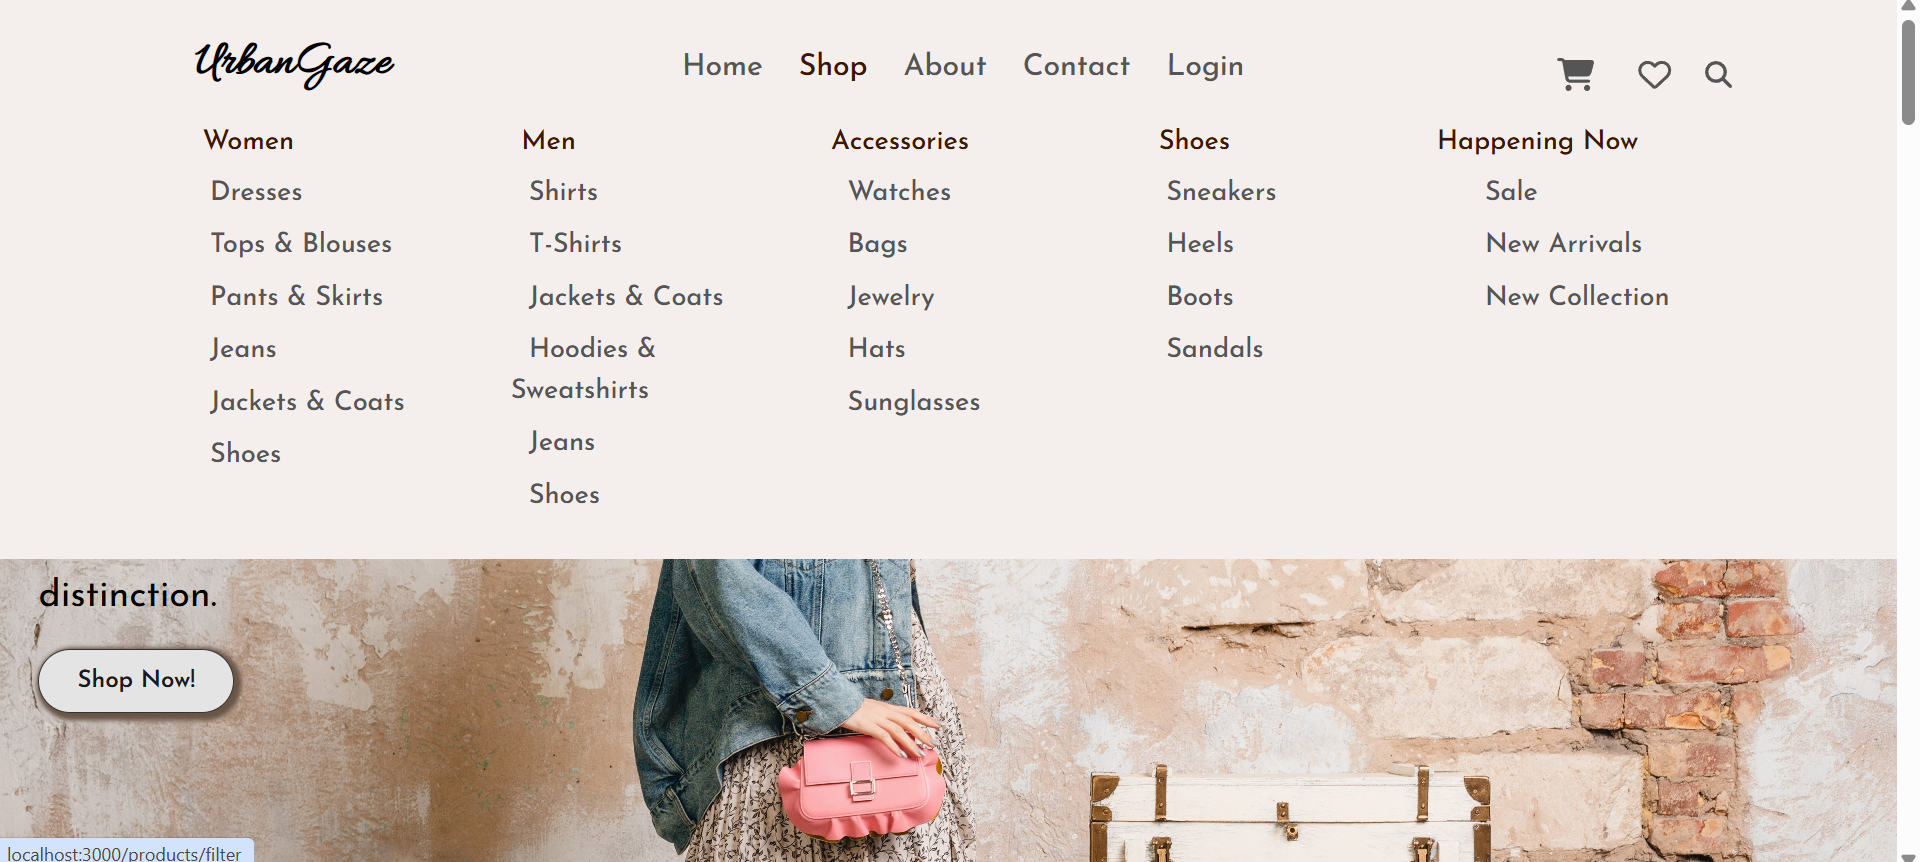 UrbanGaze
Home Shop About Contact Login
Women
Dresses
Tops & Blouses
Pants & Skirts
Jeans
Jackets & Coats
Shoes
Men
Shirts
T-Shirts
Jackets & Coats
Hoodies &
Sweatshirts
Jeans
Shoes
Accessories
Watches
Bags
Jewelry
Hats
Sunglasses
Shoes
Sneakers
Heels
Boots
Sandals
Happening Now
Sale
New Arrivals
New Collection
distinction.
Shop Now!
localhost:3000/products/filter